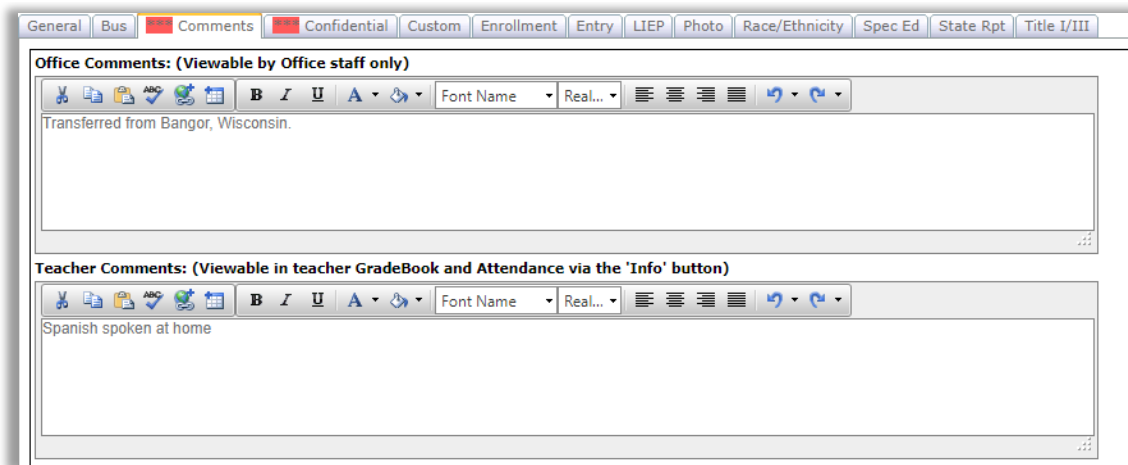 General Bus *** Comments *** Confidential Custom Enrollment Entry LIEP Photo Race/Ethnicity Spec Ed State Rpt Title I/III
Office Comments: (Viewable by Office staff only)
ABC B I U A Font Name Real...
Transferred from Bangor, Wisconsin.
Teacher Comments: (Viewable in teacher GradeBook and Attendance via the 'Info' button)
ABC B I U A Font Name Real...
Spanish spoken at home